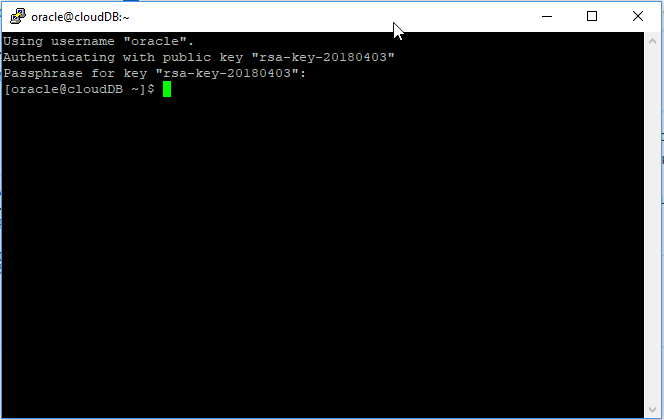 oracle@cloudDB:~
Using username "oracle".
Authenticating with public key "rsa-key-20180403"
Passphrase for key "rsa-key-20180403":
[oracle@cloudDB ~]$